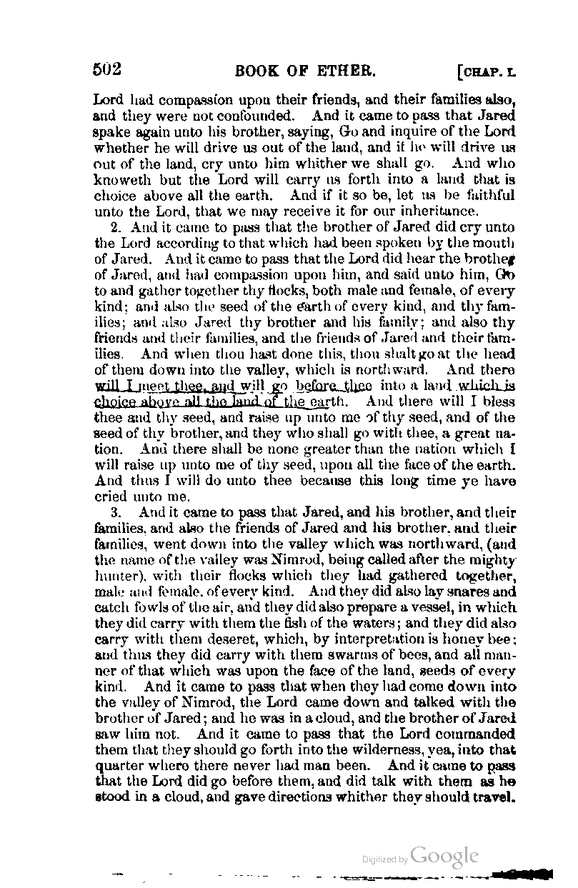 502 BOOK OF ETHER. [CHAP. I.
Lord had compassion upon their friends, and their families also,
and they were not confounded. And it came to pass that Jared
spake again unto his brother, saying, Go and inquire of the Lord
whether he will drive us out of the land, and if he will drive us
out of the land, cry unto him whither we shall go. And who
knoweth but the Lord will carry us forth into a land that is
choice above all the earth. And if it so be, let us be faithful
unto the Lord, that we may receive it for our inheritance.
2. And it came to pass that the brother of Jared did cry unto
the Lord according to that which had been spoken by the mouth
of Jared. And it came to pass that the Lord did hear the brother
of Jared, and had compassion upon him, and said unto him, Go
to and gather together thy flocks, both male and female, of every
kind; and also the seed of the earth of every kind, and thy fam-
ilies; and also Jared thy brother and his family; and also thy
friends and their families, and the friends of Jared and their fam-
ilies. And when thou hast done this, thou shalt go at the head
of them down into the valley, which is northward. And there
will I meet thee, and will go before thee into a land which is
choice above all the land of the earth. And there will I bless
thee and thy seed, and raise up unto me of thy seed, and of the
seed of thy brother, and they who shall go with thee, a great na-
tion. And there shall be none greater than the nation which I
will raise up unto me of thy seed, upon all the face of the earth.
And thus I will do unto thee because this long time ye have
cried unto me.
3. And it came to pass that Jared, and his brother, and their
families, and also the friends of Jared and his brother. and their
families, went down into the valley which was northward, (and
the name of the valley was Nimrod, being called after the mighty
hunter), with their flocks which they had gathered together,
male and female, of every kind. And they did also lay snares and
catch fowls of the air, and they did also prepare a vessel, in which
they did carry with them the fish of the waters; and they did also
carry with them deseret, which, by interpretation is honey bee;
and thus they did carry with them swarms of bees, and all man-
ner of that which was upon the face of the land, seeds of every
kind. And it came to pass that when they had come down into
the valley of Nimrod, the Lord came down and talked with the
brother of Jared; and he was in a cloud, and the brother of Jared
saw him not. And it came to pass that the Lord commanded
them that they should go forth into the wilderness, yea, into that
quarter where there never had man been. And it came to pass
that the Lord did go before them, and did talk with them as he
stood in a cloud, and gave directions whither they should travel.
Digitized by Google